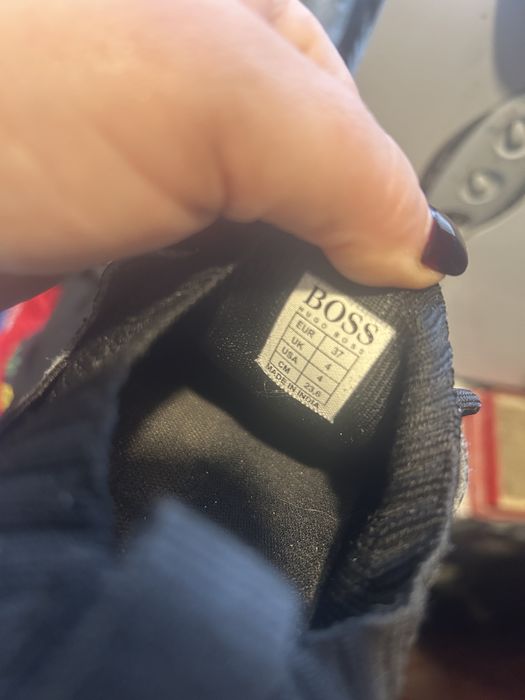 BOSS
HUGO BOSS
EUR 37
UK 4
USA 4
CM 23.6
MADE IN INDIA